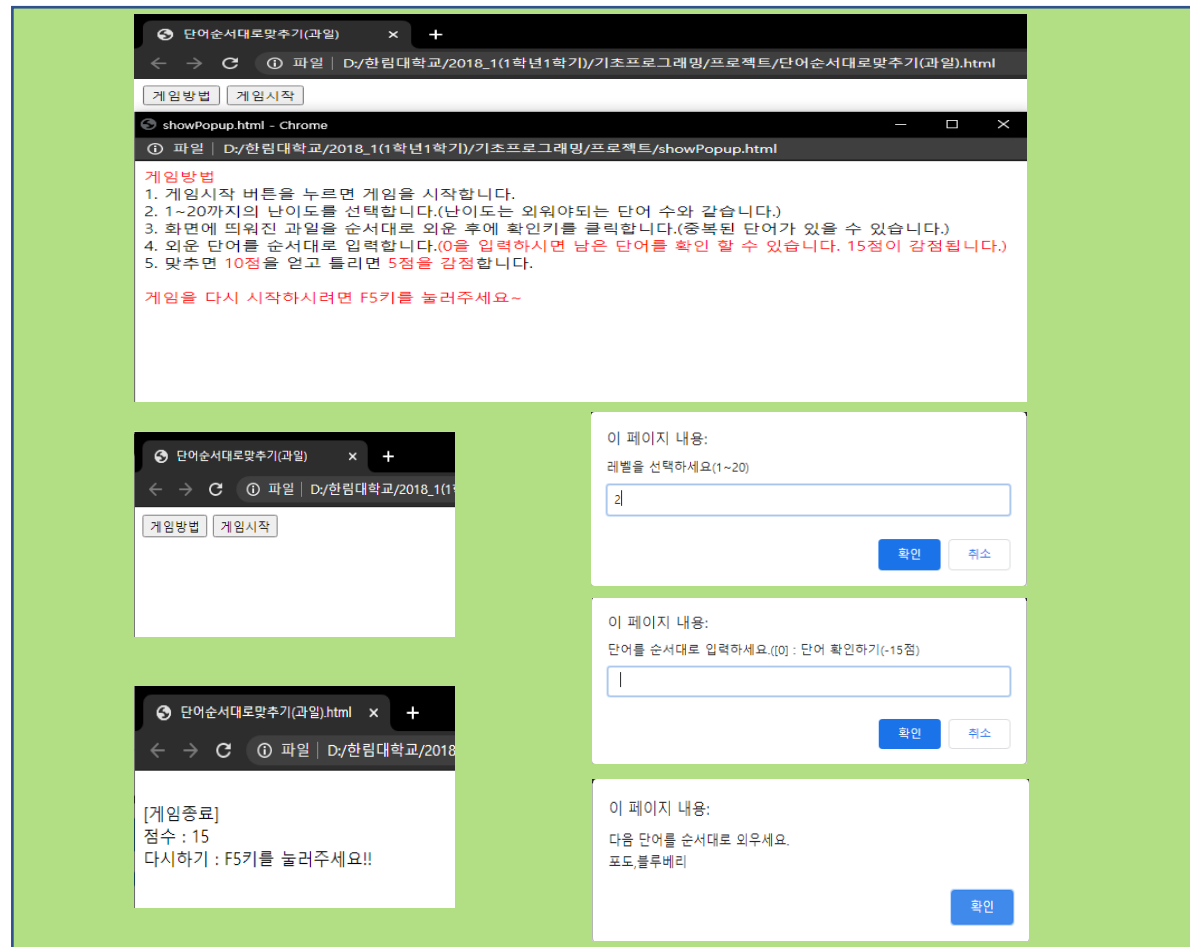 단어순서대로맞추기(과일)
파일 | D:/한림대학교/2018_1(1학년1학기)/기초프로그래밍/프로젝트/단어순서대로맞추기(과일).html
게임방법 게임시작
showPopup.html - Chrome
파일 | D:/한림대학교/2018_1(1학년1학기)/기초프로그래밍/프로젝트/showPopup.html
게임방법
1. 게임시작 버튼을 누르면 게임을 시작합니다.
2. 1~20까지의 난이도를 선택합니다.(난이도는 외워야되는 단어 수와 같습니다.)
3. 화면에 띄워진 과일을 순서대로 외운 후에 확인키를 클릭합니다.(중복된 단어가 있을 수 있습니다.)
4. 외운 단어를 순서대로 입력합니다.(0을 입력하시면 남은 단어를 확인 할 수 있습니다. 15점이 감점됩니다.)
5. 맞추면 10점을 얻고 틀리면 5점을 감점합니다.
게임을 다시 시작하시려면 F5키를 눌러주세요~
단어순서대로맞추기(과일)
파일 | D:/한림대학교/2018_1(1
게임방법 게임시작
단어순서대로맞추기(과일).html
파일 | D:/한림대학교/2018
[게임종료]
점수 : 15
다시하기 : F5키를 눌러주세요!!
이 페이지 내용:
레벨을 선택하세요(1~20)
2
확인 취소
이 페이지 내용:
단어를 순서대로 입력하세요.([0] : 단어 확인하기(-15점)
확인 취소
이 페이지 내용:
다음 단어를 순서대로 외우세요.
포도,블루베리
확인